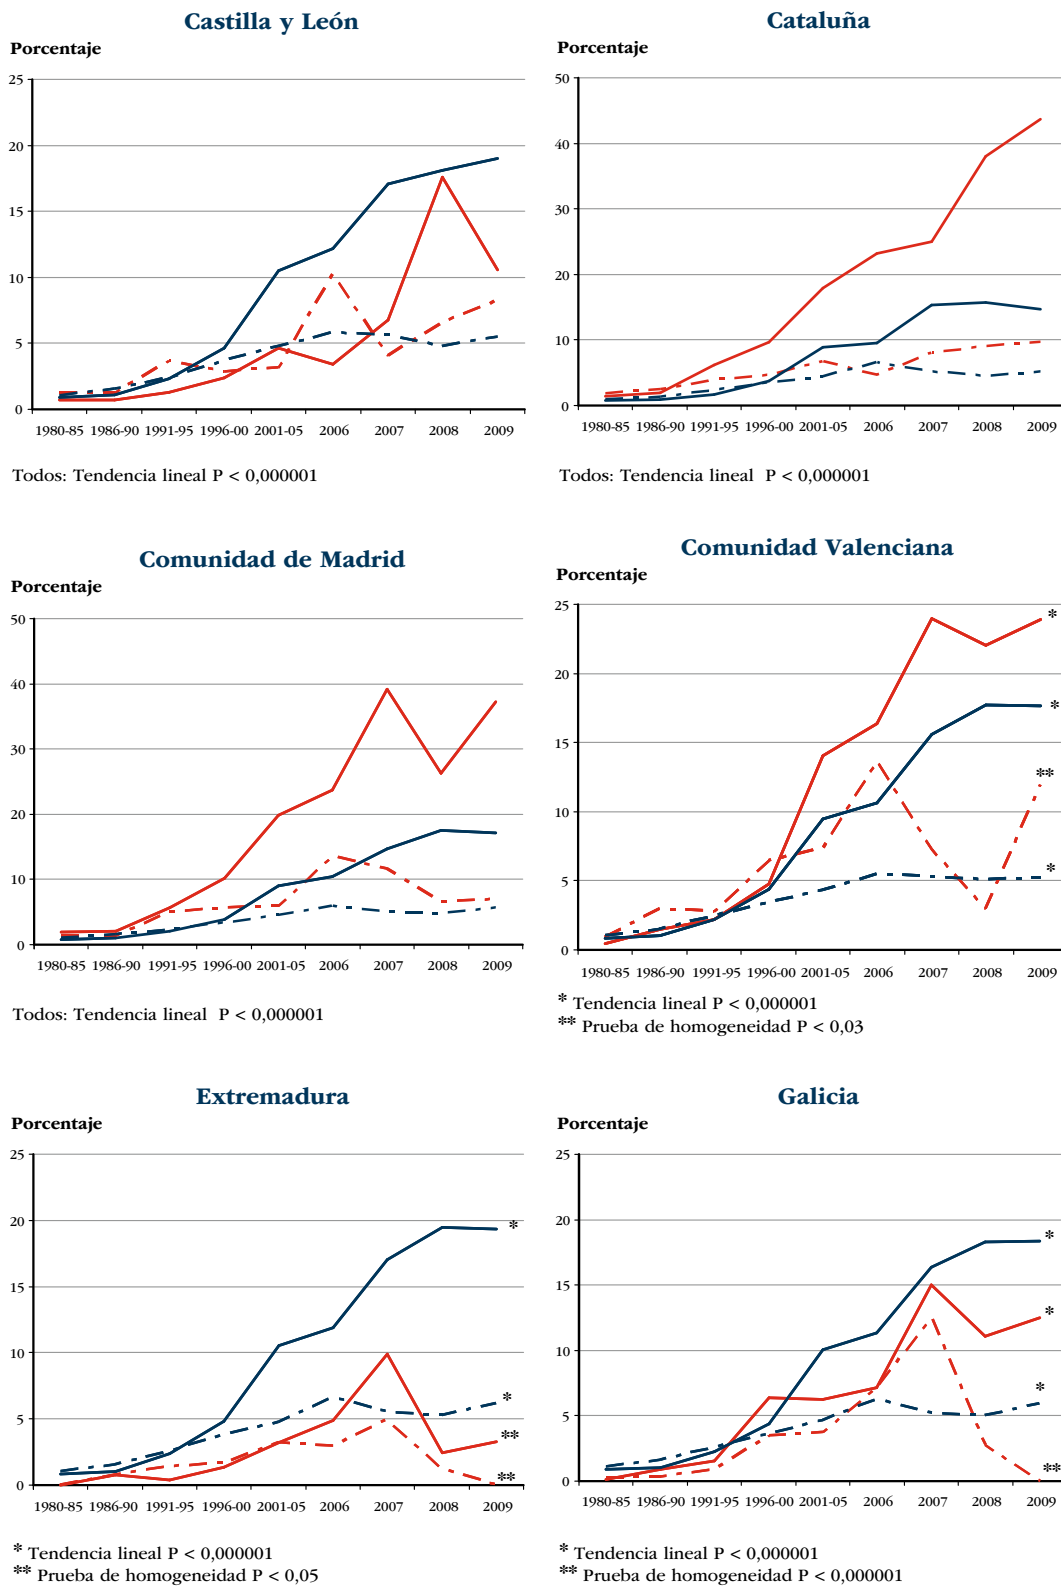 Castilla y León
Porcentaje
25
20
15
10
5
0
1980-85 1986-90 1991-95 1996-00 2001-05 2006 2007 2008 2009
Todos: Tendencia lineal P < 0,000001
Cataluña
Porcentaje
50
40
30
20
10
0
1980-85 1986-90 1991-95 1996-00 2001-05 2006 2007 2008 2009
Todos: Tendencia lineal P < 0,000001
Comunidad de Madrid
Porcentaje
50
40
30
20
10
0
1980-85 1986-90 1991-95 1996-00 2001-05 2006 2007 2008 2009
Todos: Tendencia lineal P < 0,000001
Comunidad Valenciana
Porcentaje
25
20
15
10
5
0
*
*
**
*
1980-85 1986-90 1991-95 1996-00 2001-05 2006 2007 2008 2009
* Tendencia lineal P < 0,000001
** Prueba de homogeneidad P < 0,03
Extremadura
Porcentaje
25
20
15
10
5
0
*
*
**
**
1980-85 1986-90 1991-95 1996-00 2001-05 2006 2007 2008 2009
* Tendencia lineal P < 0,000001
** Prueba de homogeneidad P < 0,05
Galicia
Porcentaje
25
20
15
10
5
0
*
*
*
**
1980-85 1986-90 1991-95 1996-00 2001-05 2006 2007 2008 2009
* Tendencia lineal P < 0,000001
** Prueba de homogeneidad P < 0,000001